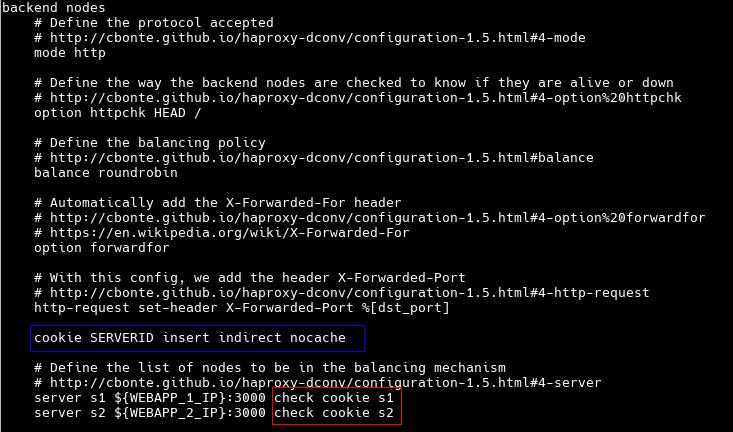 backend nodes
# Define the protocol accepted
# http://cbonte.github.io/haproxy-dconv/configuration-1.5.html#4-mode
mode http
# Define the way the backend nodes are checked to know if they are alive or down
# http://cbonte.github.io/haproxy-dconv/configuration-1.5.html#4-option%20httpchk
option httpchk HEAD /
# Define the balancing policy
# http://cbonte.github.io/haproxy-dconv/configuration-1.5.html#balance
balance roundrobin
# Automatically add the X-Forwarded-For header
# http://cbonte.github.io/haproxy-dconv/configuration-1.5.html#4-option%20forwardfor
# https://en.wikipedia.org/wiki/X-Forwarded-For
option forwardfor
# With this config, we add the header X-Forwarded-Port
# http://cbonte.github.io/haproxy-dconv/configuration-1.5.html#4-http-request
http-request set-header X-Forwarded-Port %[dst_port]
cookie SERVERID insert indirect nocache
# Define the list of nodes to be in the balancing mechanism
# http://cbonte.github.io/haproxy-dconv/configuration-1.5.html#4-server
server s1 ${WEBAPP_1_IP}:3000 check cookie s1
server s2 ${WEBAPP_2_IP}:3000 check cookie s2